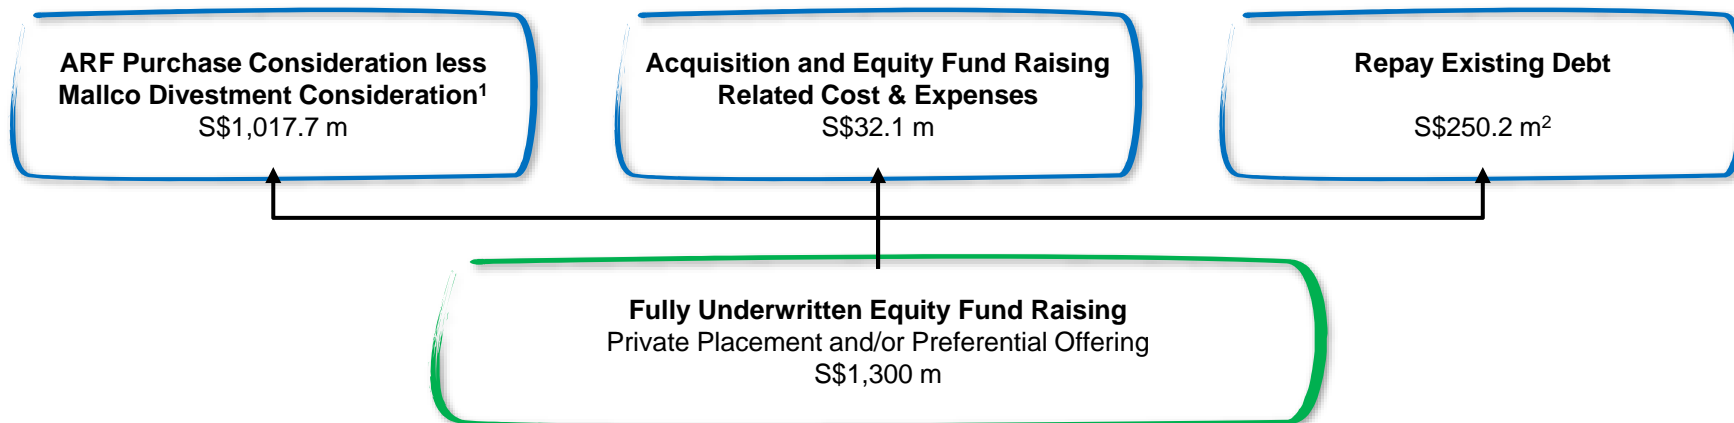 ARF Purchase Consideration less
Mallco Divestment Consideration¹
S$1,017.7 m
Acquisition and Equity Fund Raising
Related Cost & Expenses
S$32.1 m
Repay Existing Debt
S$250.2 m²
Fully Underwritten Equity Fund Raising
Private Placement and/or Preferential Offering
S$1,300 m